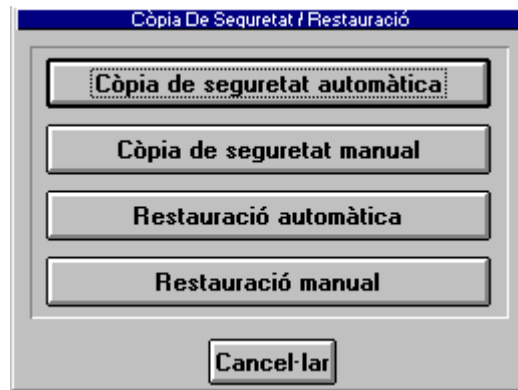 Còpia De Seguretat / Restauració
Còpia de seguretat automàtica
Còpia de seguretat manual
Restauració automàtica
Restauració manual
Cancel·lar